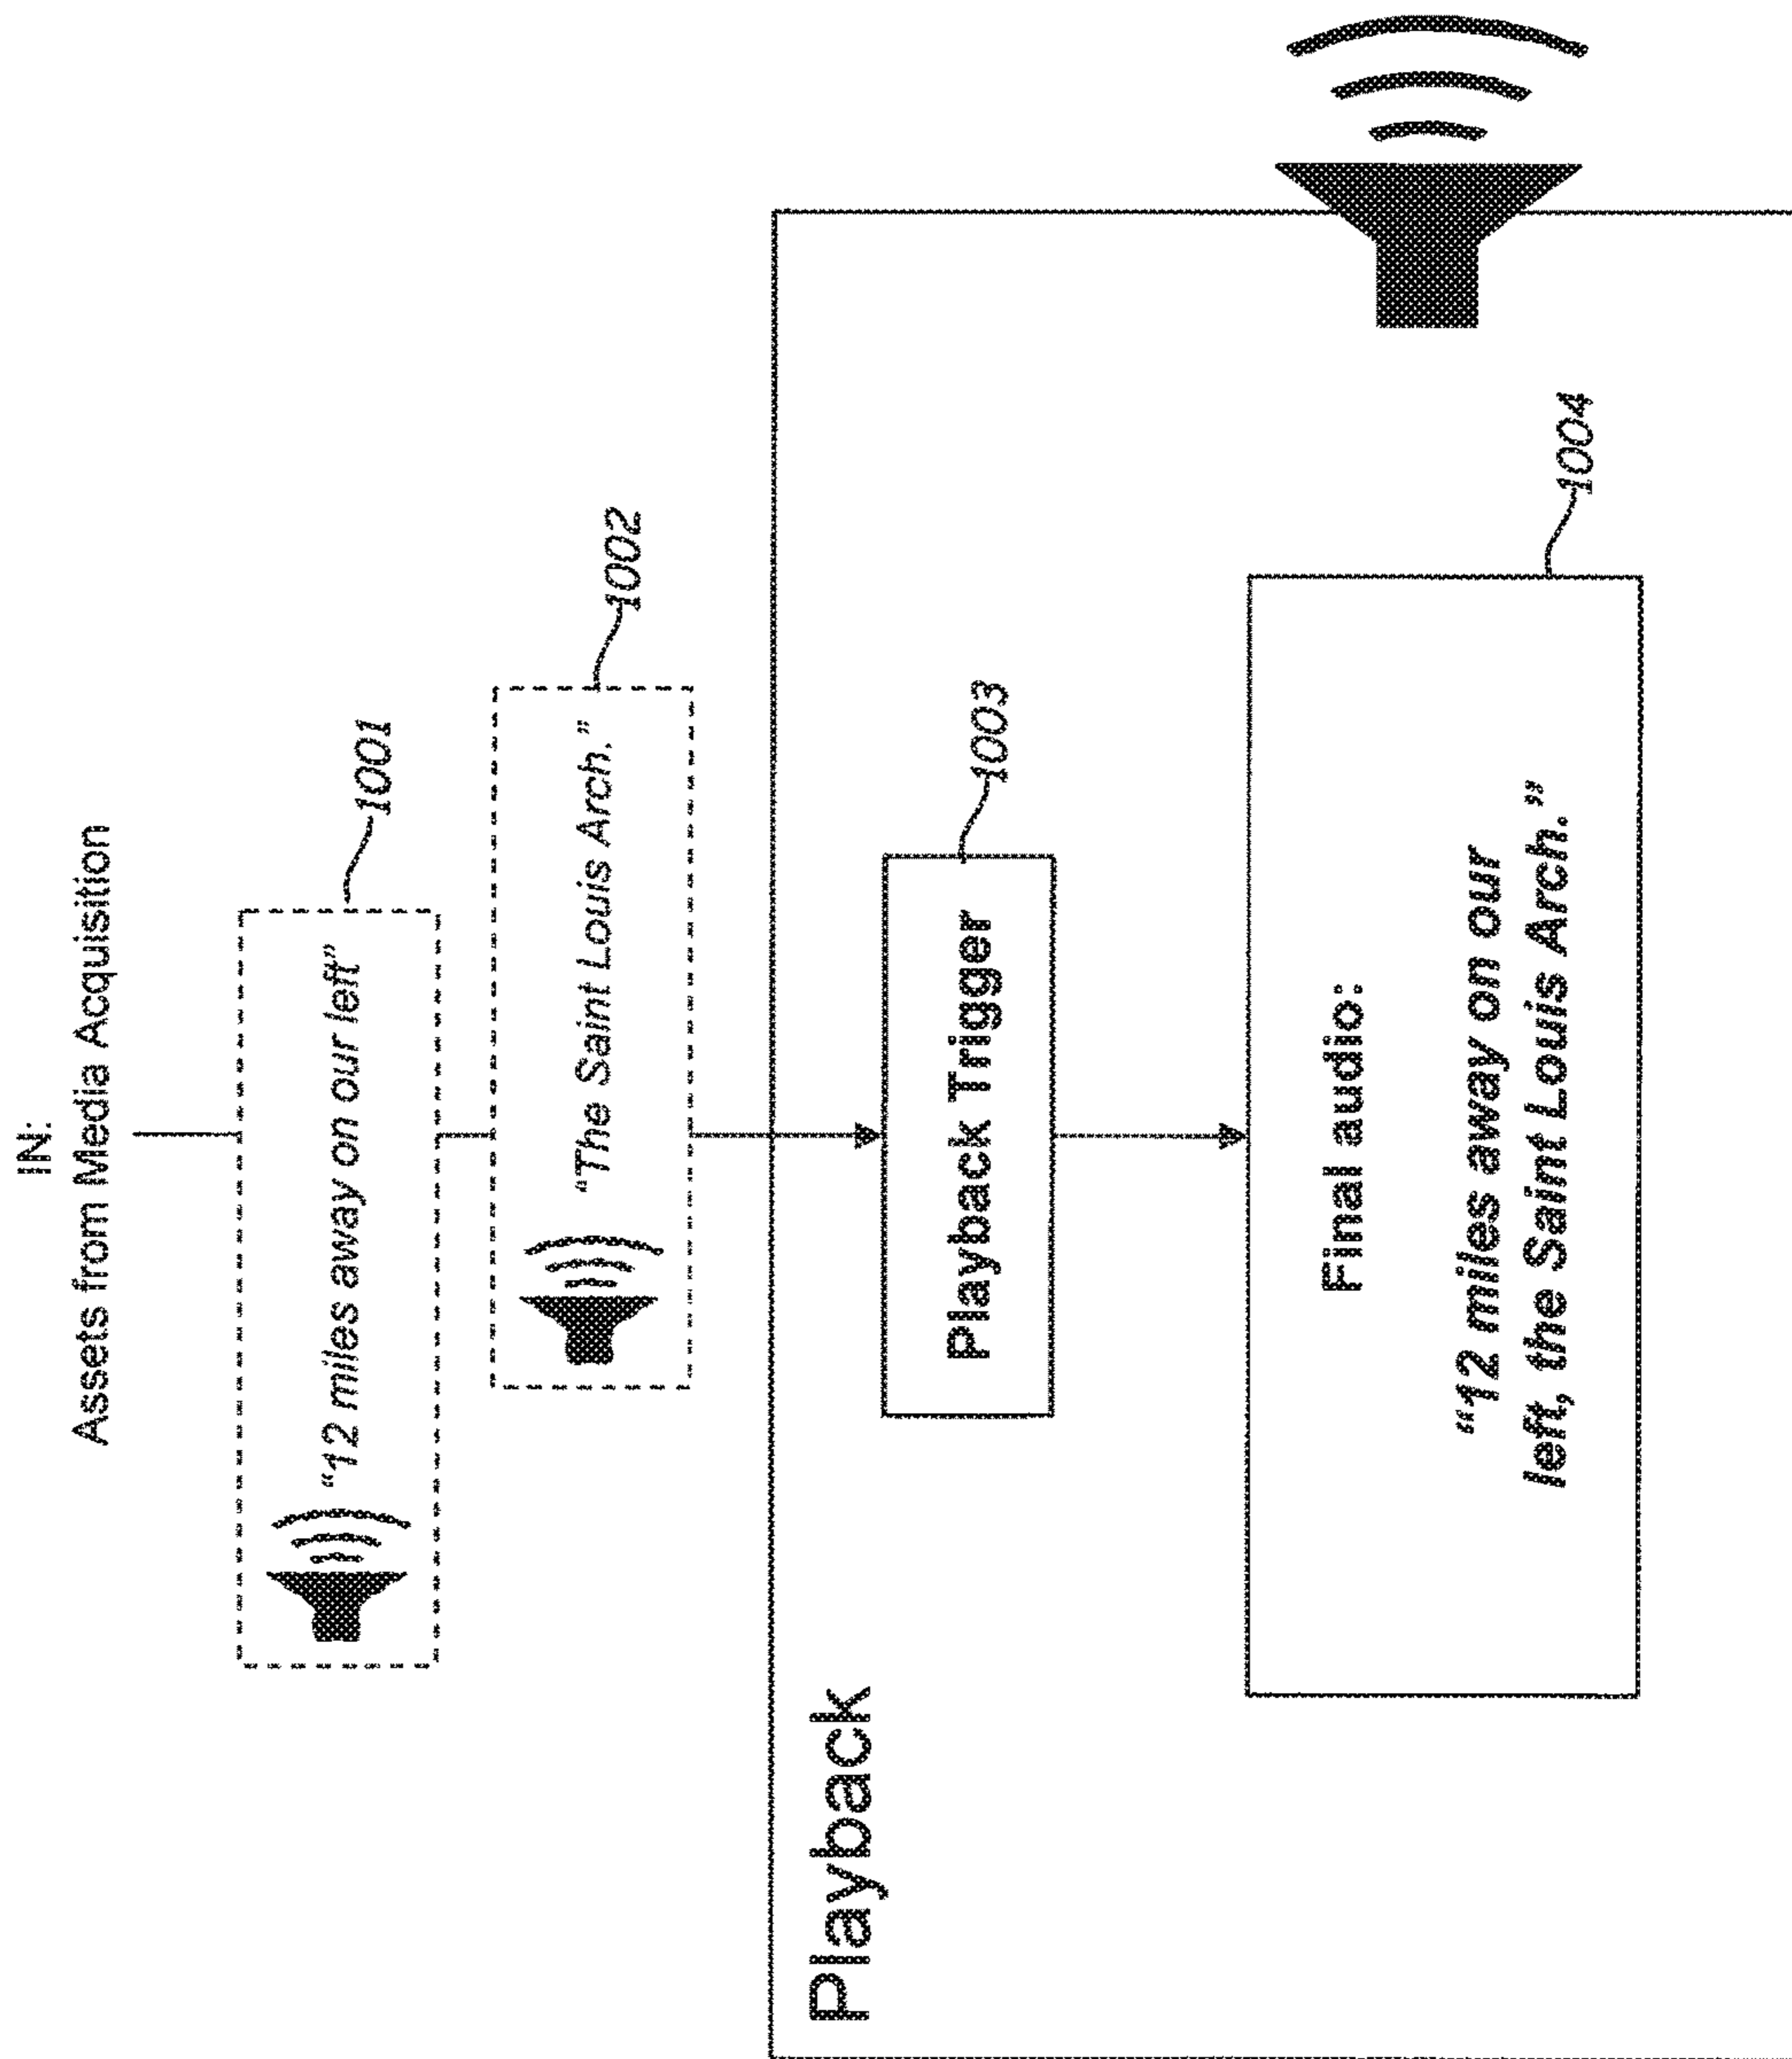 IN:
Assets from Media Acquisition
"12 miles away on our left"
1001
"The Saint Louis Arch."
1002
Playback
Playback Trigger
1003
Final audio:
"12 miles away on our
left, the Saint Louis Arch."
1004